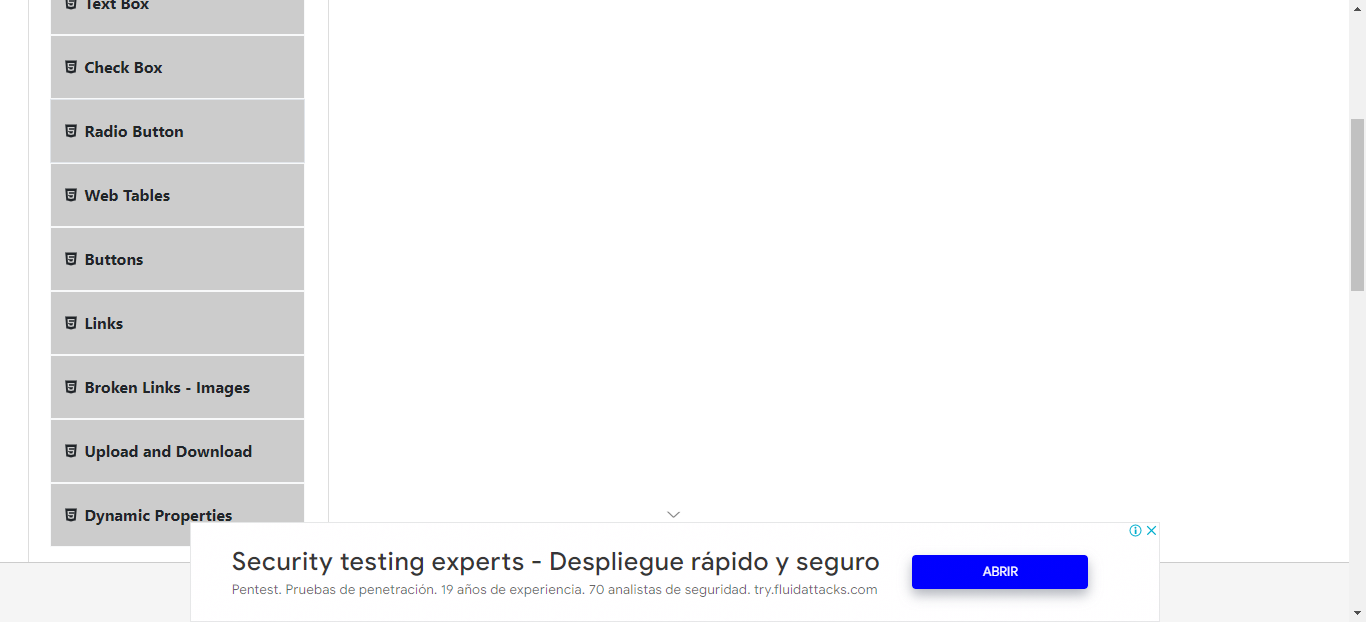 Text Box
Check Box
Radio Button
Web Tables
Buttons
Links
Broken Links - Images
Upload and Download
Dynamic Properties
Security testing experts - Despliegue rápido y seguro
Pentest. Pruebas de penetración. 19 años de experiencia. 70 analistas de seguridad. try.fluidattacks.com
ABRIR